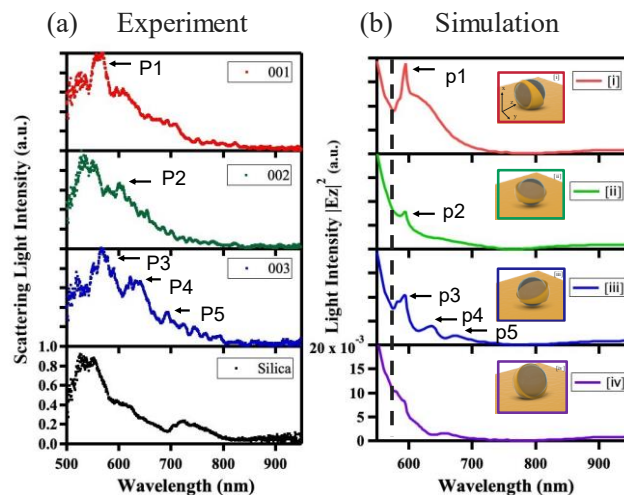 (a) Experiment
P1
001
P2
002
P3
P4
P5
003
Silica
1.0
0.8
0.6
0.4
0.2
0.0
500 600 700 800 900
Wavelength (nm)
Scattering Light Intensity (a.u.)
(b) Simulation
p1
[i]
p2
[ii]
p3
p4
p5
[iii]
20 x 10⁻³
15
10
5
0
[iv]
600 700 800 900
Wavelength (nm)
Light Intensity |Ez|² (a.u.)